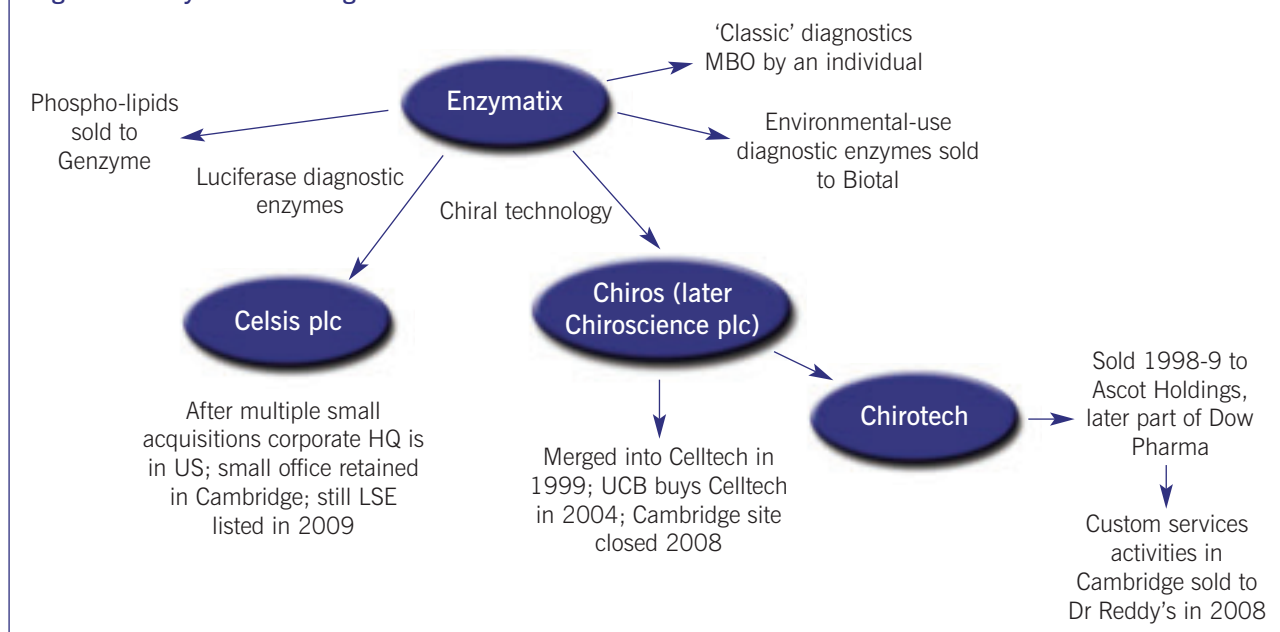 'Classic' diagnostics
MBO by an individual
Enzymatix
Phospho-lipids
sold to
Genzyme
Environmental-use
diagnostic enzymes sold
to Biotal
Luciferase diagnostic
enzymes
Chiral technology
Celsis plc
Chiros (later
Chiroscience plc)
Chirotech
Sold 1998-9 to
Ascot Holdings,
later part of Dow
Pharma
After multiple small
acquisitions corporate HQ is
in US; small office retained
in Cambridge; still LSE
listed in 2009
Merged into Celltech in
1999; UCB buys Celltech
in 2004; Cambridge site
closed 2008
Custom services
activities in
Cambridge sold to
Dr Reddy's in 2008